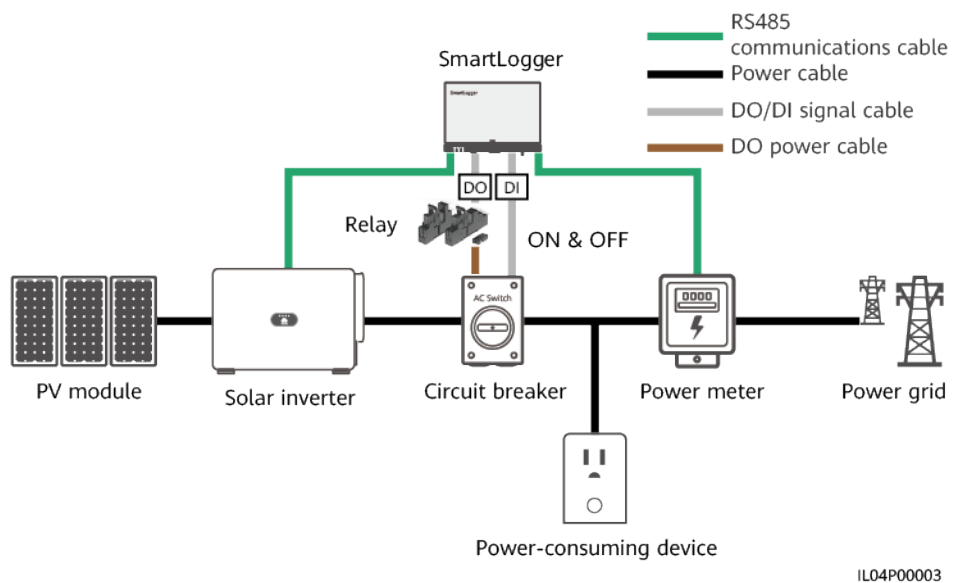 RS485
communications cable
Power cable
DO/DI signal cable
DO power cable
SmartLogger
SmartLogger
DO
DI
Relay
ON & OFF
AC Switch
0000
PV module
Solar inverter
Circuit breaker
Power meter
Power grid
Power-consuming device
IL04P00003